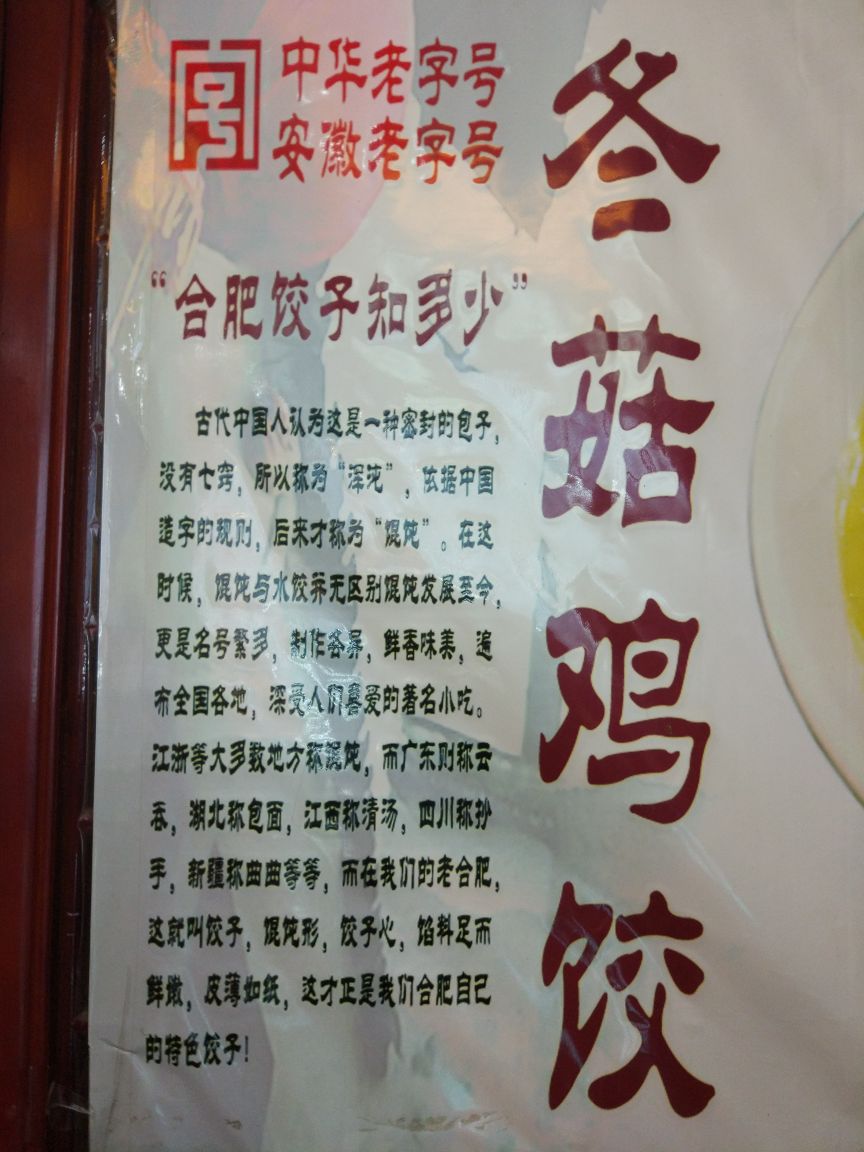 中华老字号
安徽老字号
冬菇鸡饺
“合肥饺子知多少”
古代中国人认为这是一种密封的包子，
没有七窍，所以称为“浑沌”，依据中国
造字的规则，后来才称为“馄饨”。在这
时候，馄饨与水饺并无区别馄饨发展至今，
更是名号繁多，制作各异，鲜香味美，遍
布全国各地，深受人们喜爱的著名小吃。
江浙等大多数地方称馄饨，而广东则称云
吞，湖北称包面，江西称清汤，四川称抄
手，新疆称曲曲等等，而在我们的老合肥，
这就叫饺子，馄饨形，饺子心，馅料足而
鲜嫩，皮薄如纸，这才正是我们合肥自己
的特色饺子！